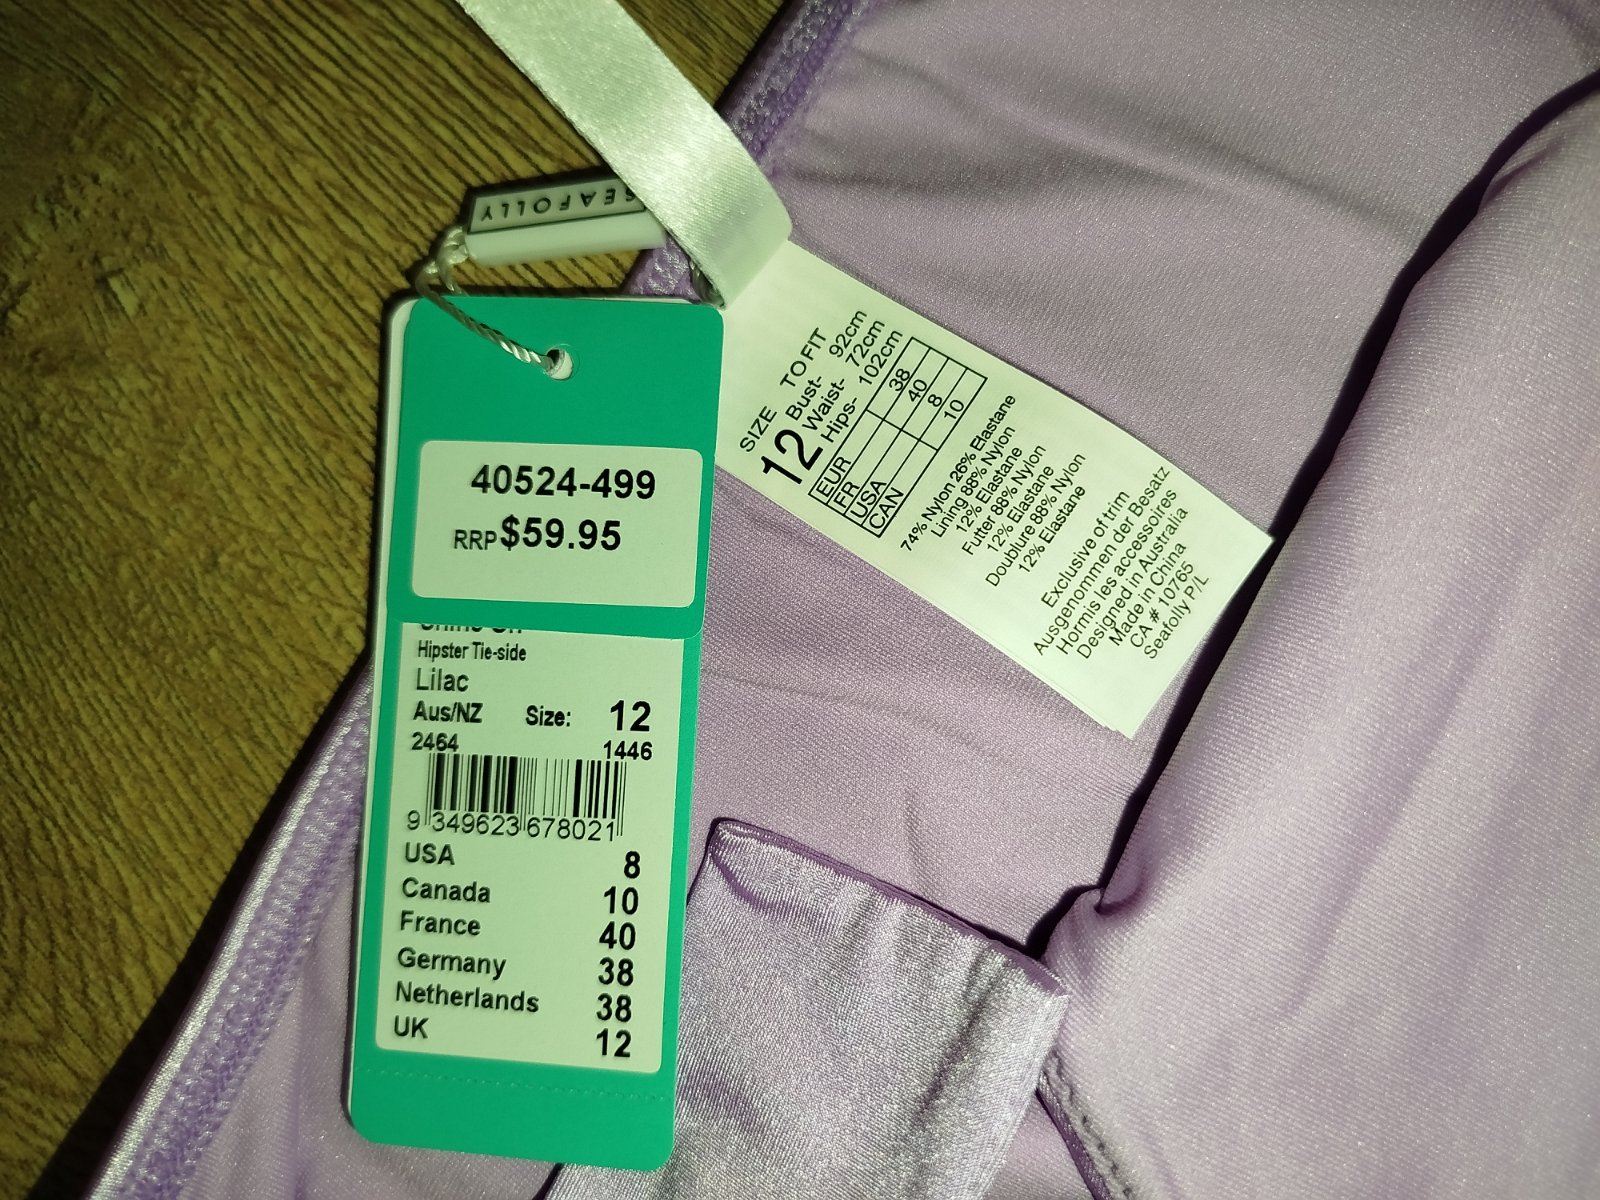 SEAFOLLY
40524-499
RRP $59.95
Shine On
Hipster Tie-side
Lilac
Aus/NZ Size: 12
2464 1446
9 349623 678021
USA 8
Canada 10
France 40
Germany 38
Netherlands 38
UK 12
SIZE TO FIT
12 Bust- 92cm
Waist- 72cm
Hips- 102cm
EUR 38
FR 40
USA 8
CAN 10
74% Nylon 26% Elastane
Lining 88% Nylon
12% Elastane
Futter 88% Nylon
12% Elastane
Doublure 88% Nylon
12% Elastane
Exclusive of trim
Ausgenommen der Besatz
Hormis les accessoires
Designed in Australia
Made in China
CA # 10765
Seafolly P/L